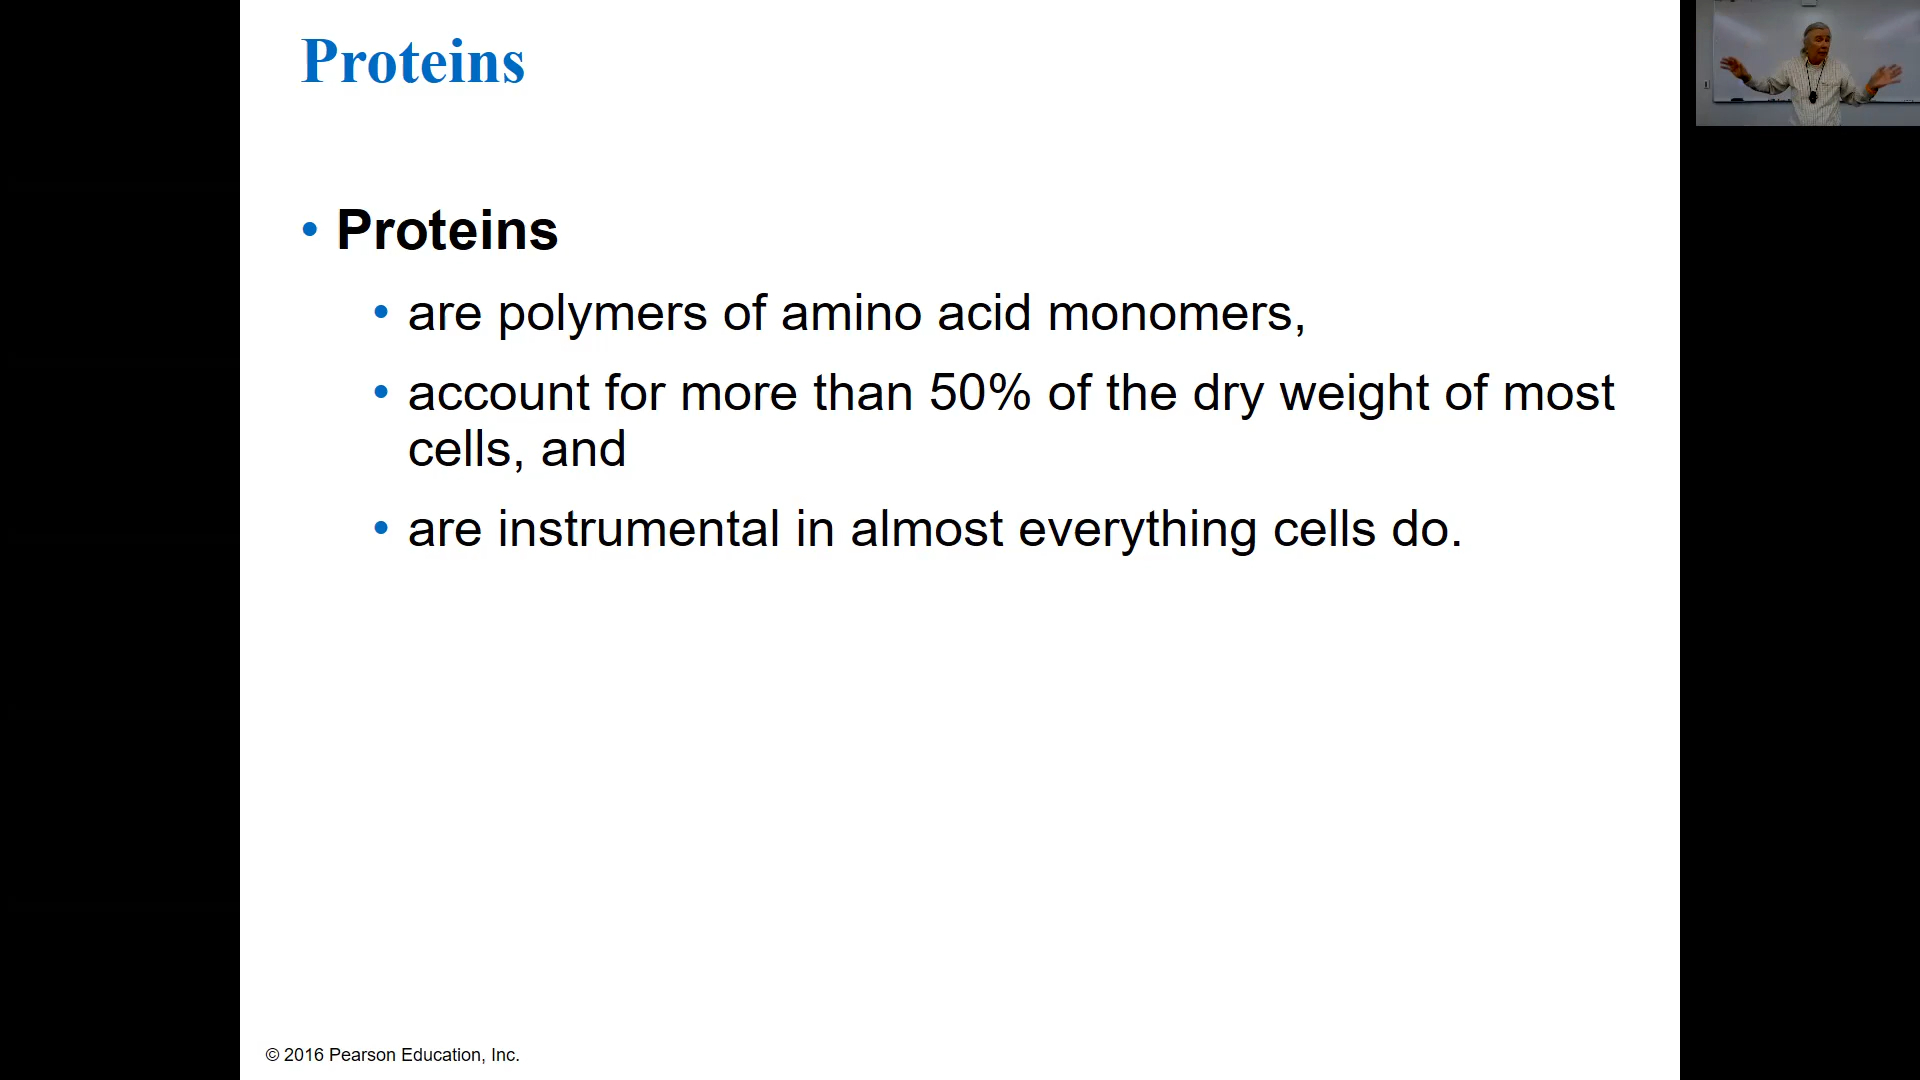 Proteins
• Proteins
• are polymers of amino acid monomers,
• account for more than 50% of the dry weight of most
cells, and
• are instrumental in almost everything cells do.
© 2016 Pearson Education, Inc.